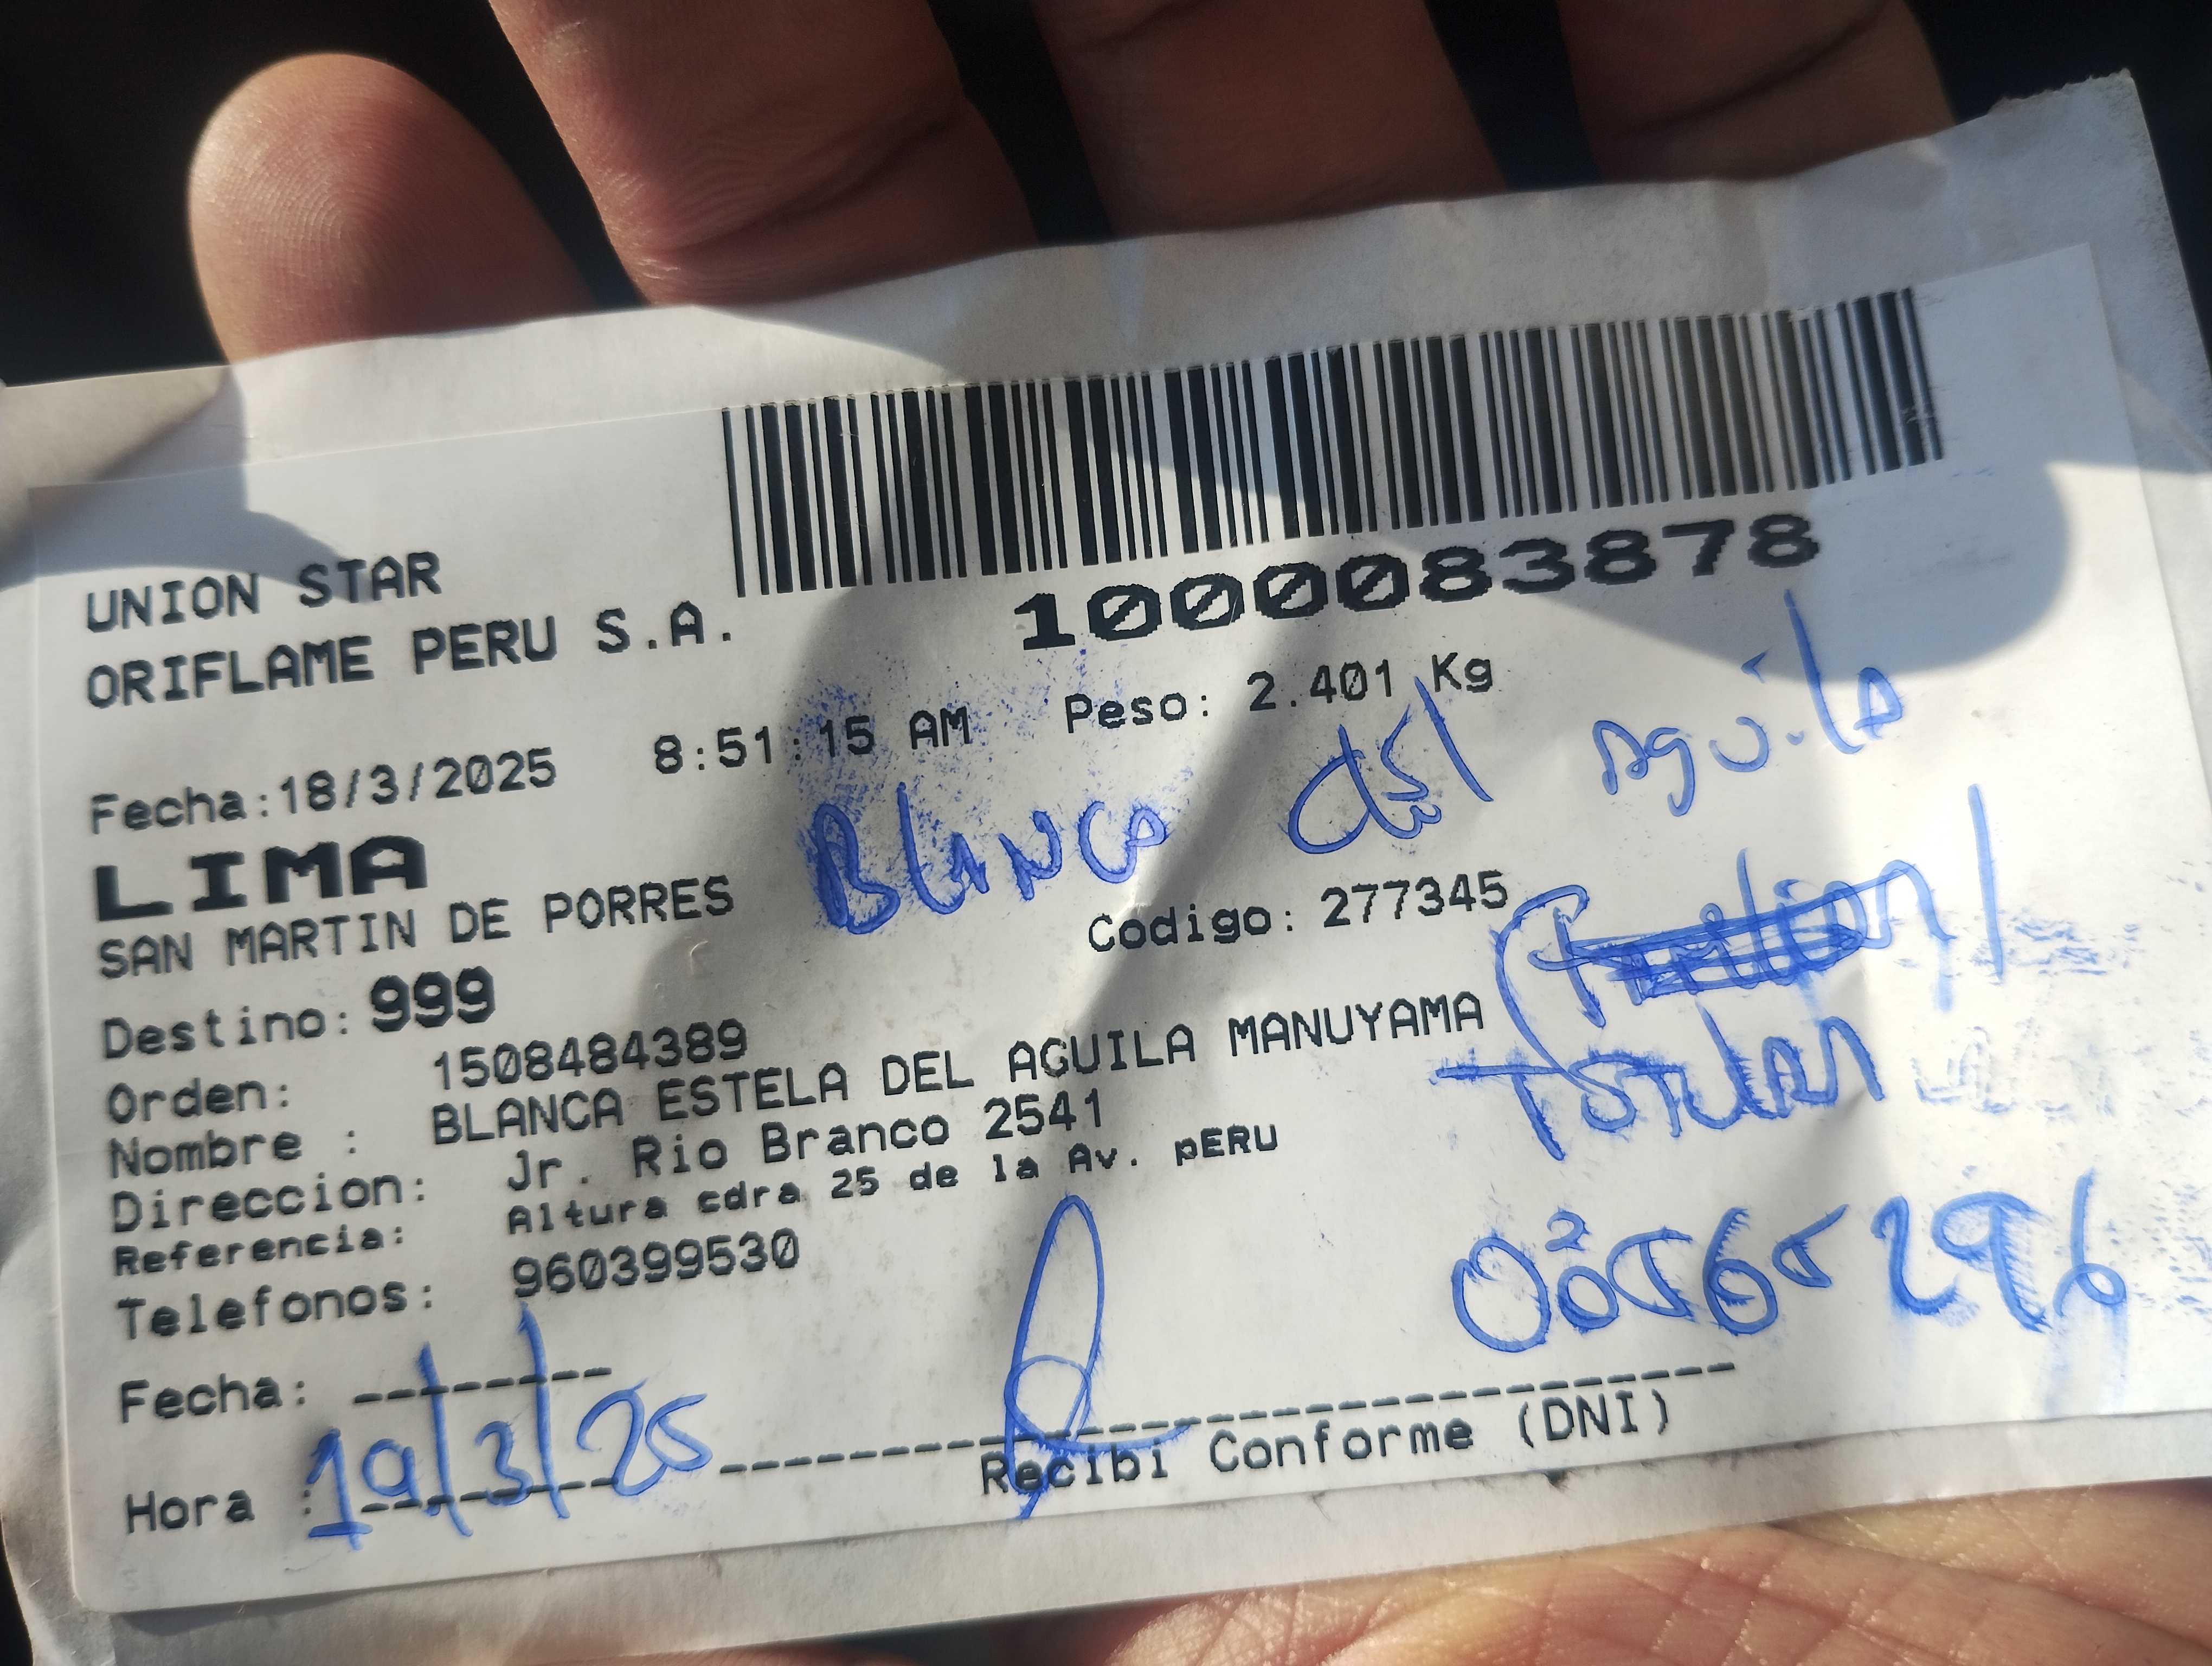 1000083878
UNION STAR
ORIFLAME PERU S.A.
Fecha:18/3/2025 8:51:15 AM Peso: 2.401 Kg
Blanca del Aguila
LIMA
SAN MARTIN DE PORRES
Codigo: 277345
Destino: 999
Orden: 1508484389
Nombre : BLANCA ESTELA DEL AGUILA MANUYAMA
Titular
Direccion: Jr. Rio Branco 2541
Referencia: Altura cdra 25 de la Av. pERU
Telefonos: 960399530
Fecha: --------
19/3/25
Hora :
Recibi Conforme (DNI)